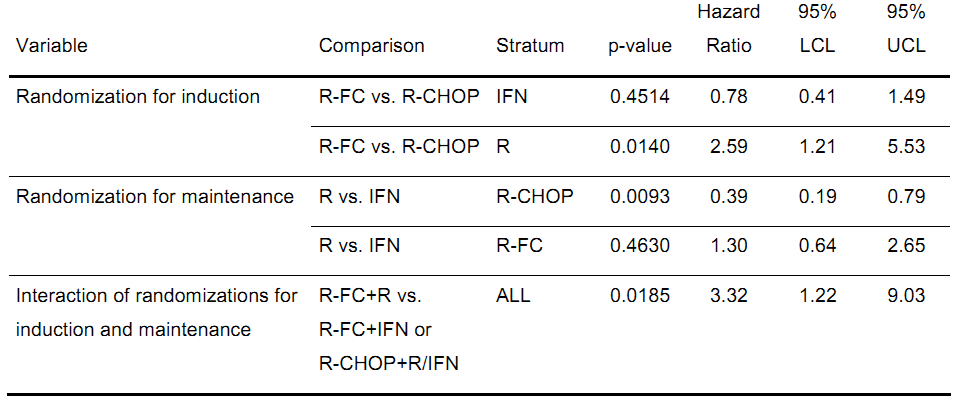 Hazard 95% 95%
Variable Comparison Stratum p-value Ratio LCL UCL
Randomization for induction R-FC vs. R-CHOP IFN 0.4514 0.78 0.41 1.49
R-FC vs. R-CHOP R 0.0140 2.59 1.21 5.53
Randomization for maintenance R vs. IFN R-CHOP 0.0093 0.39 0.19 0.79
R vs. IFN R-FC 0.4630 1.30 0.64 2.65
Interaction of randomizations for R-FC+R vs. ALL 0.0185 3.32 1.22 9.03
induction and maintenance R-FC+IFN or
R-CHOP+R/IFN